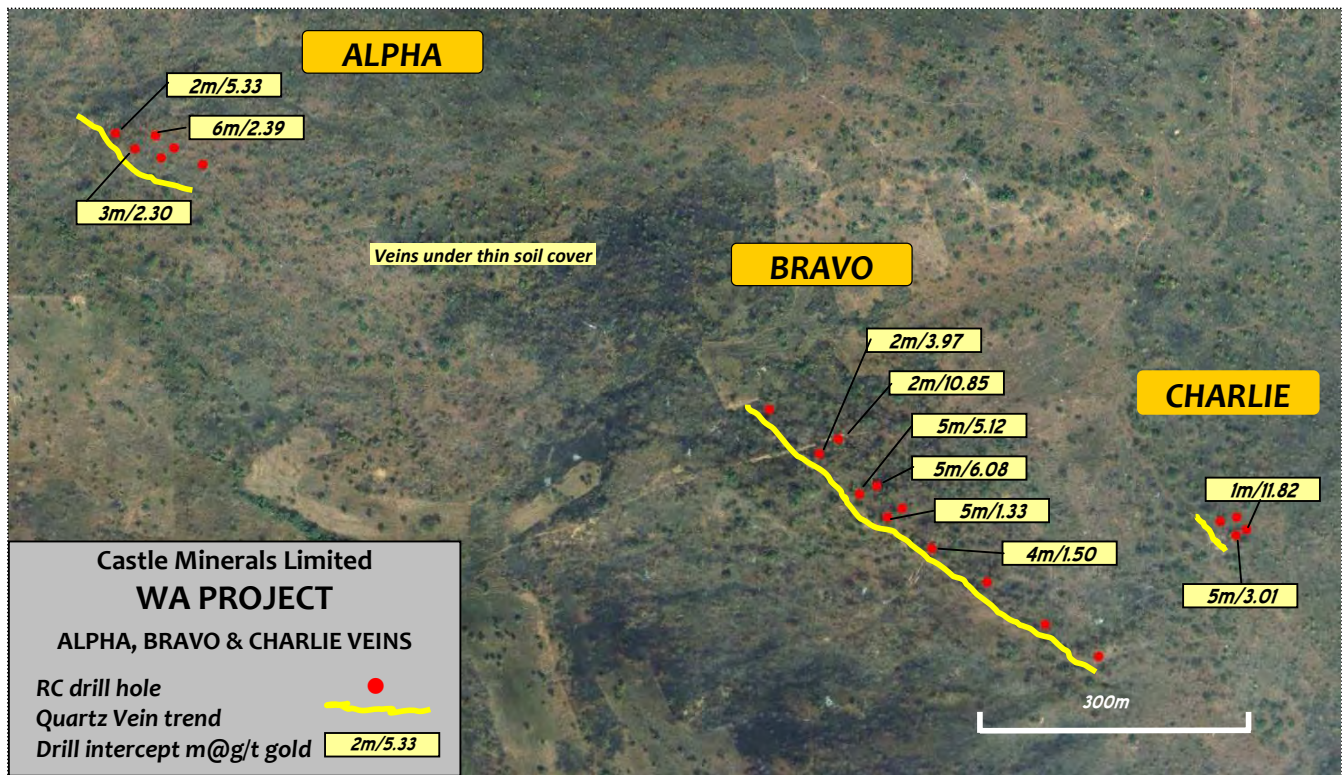 ALPHA
2m/5.33
6m/2.39
3m/2.30
Veins under thin soil cover
BRAVO
2m/3.97
2m/10.85
5m/5.12
5m/6.08
5m/1.33
4m/1.50
CHARLIE
1m/11.82
5m/3.01
300m
Castle Minerals Limited
WA PROJECT
ALPHA, BRAVO & CHARLIE VEINS
RC drill hole
Quartz Vein trend
Drill intercept m@g/t gold 2m/5.33